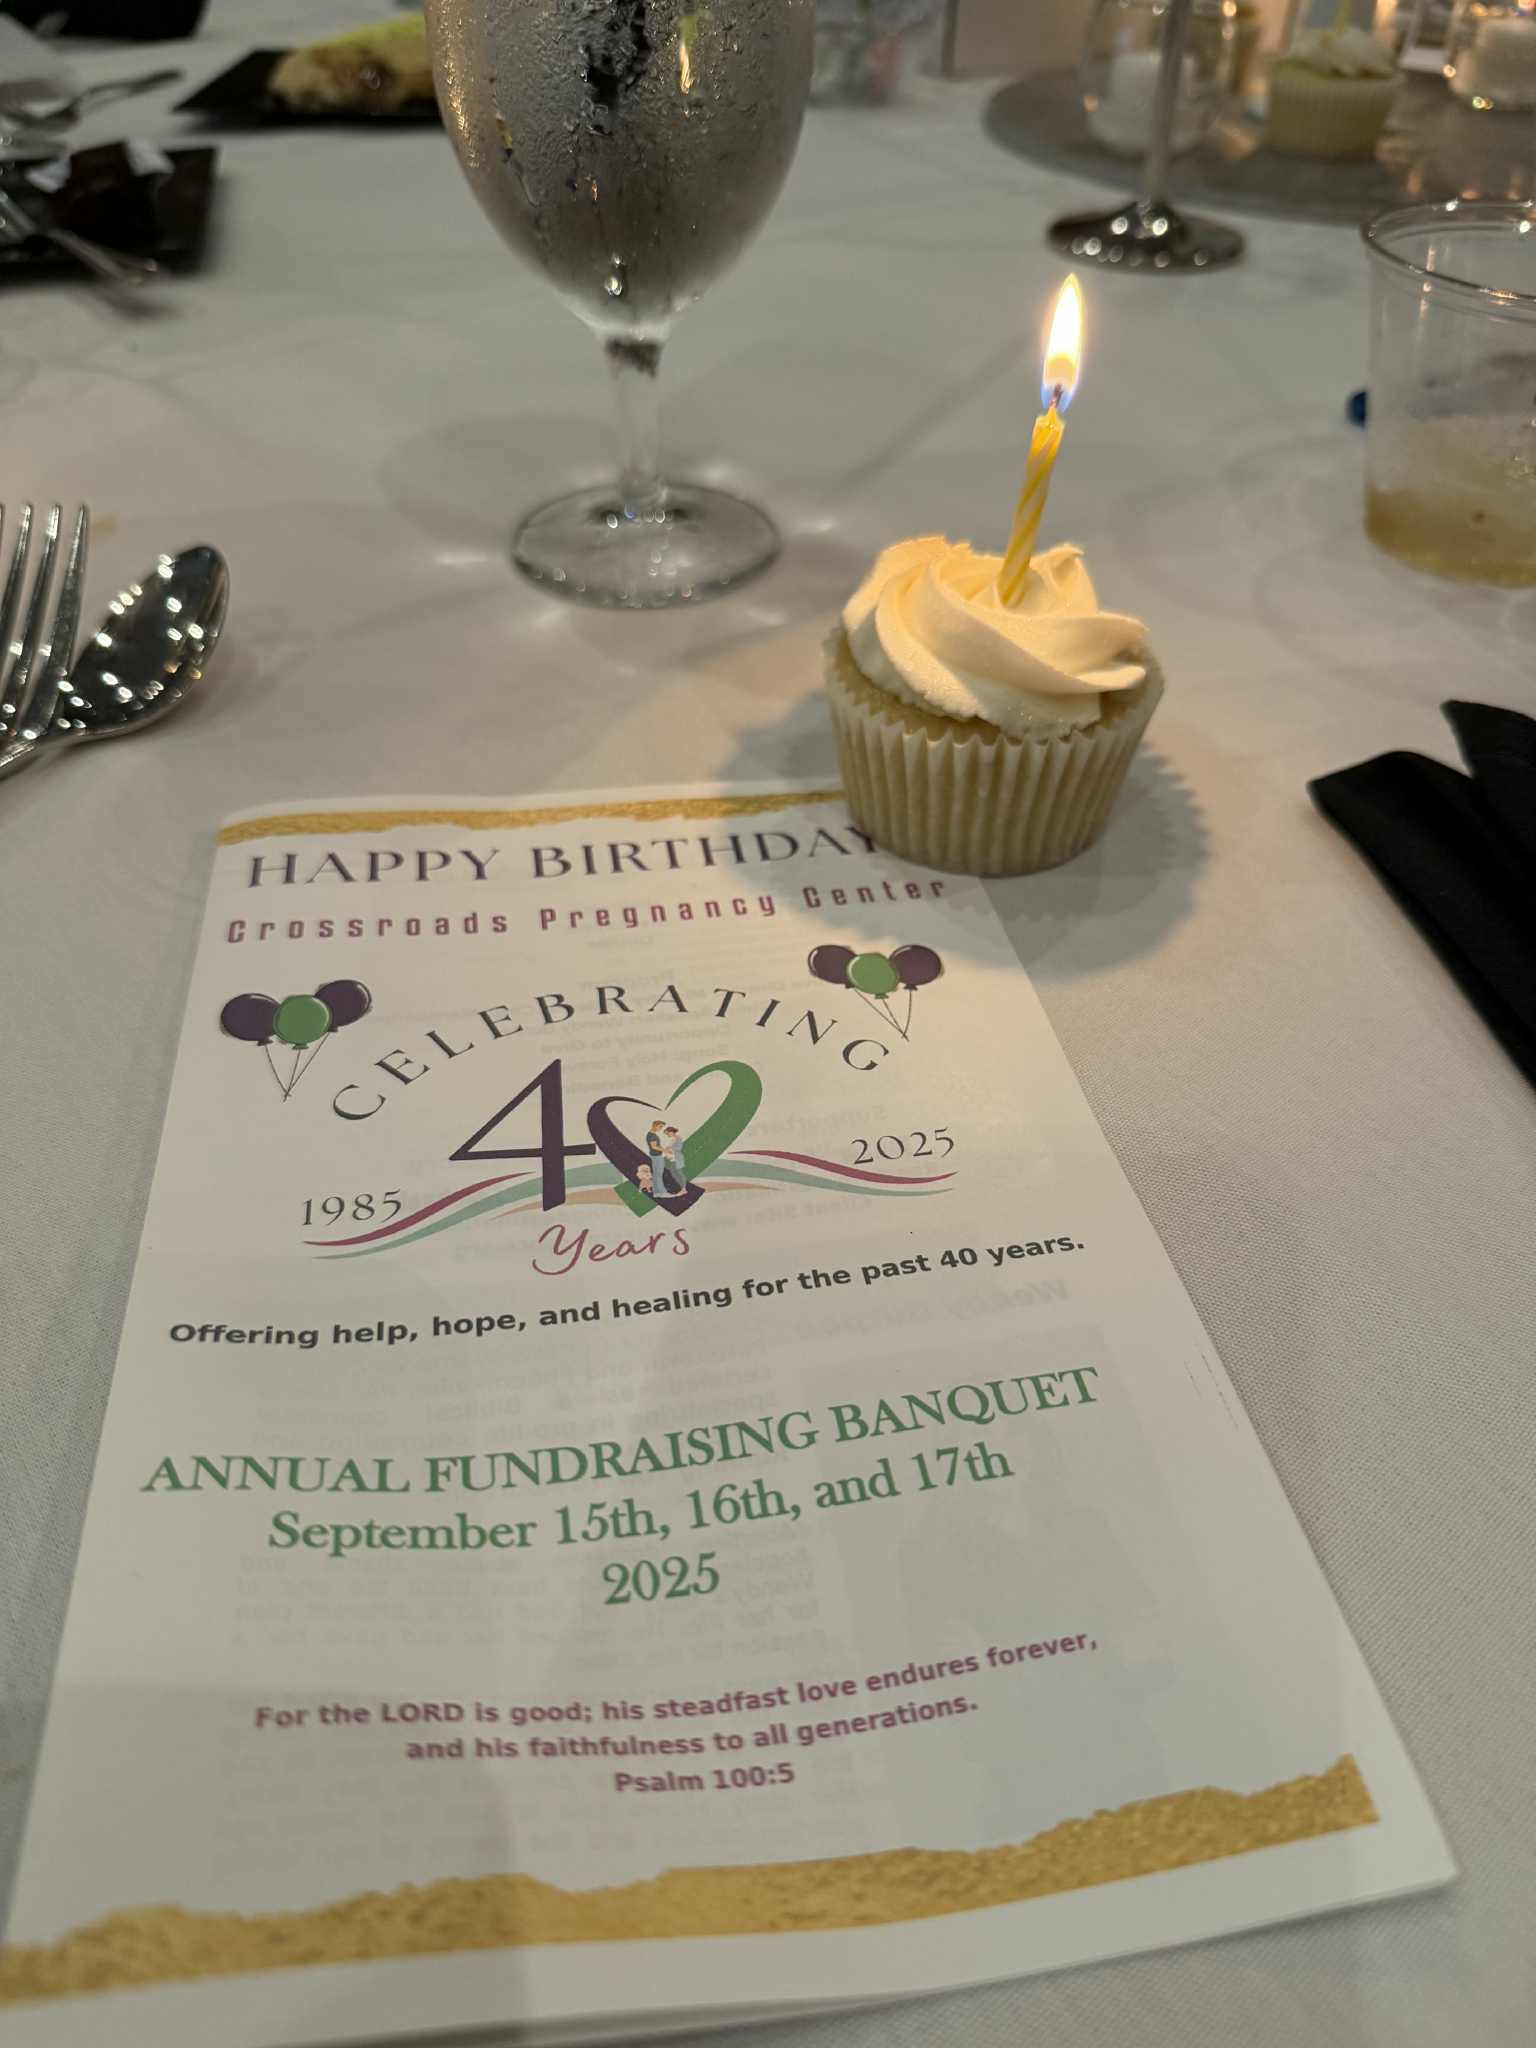 HAPPY BIRTHDAY
Crossroads Pregnancy Center
CELEBRATING
40
1985
2025
Years
Offering help, hope, and healing for the past 40 years.
ANNUAL FUNDRAISING BANQUET
September 15th, 16th, and 17th
2025
For the LORD is good; his steadfast love endures forever,
and his faithfulness to all generations.
Psalm 100:5